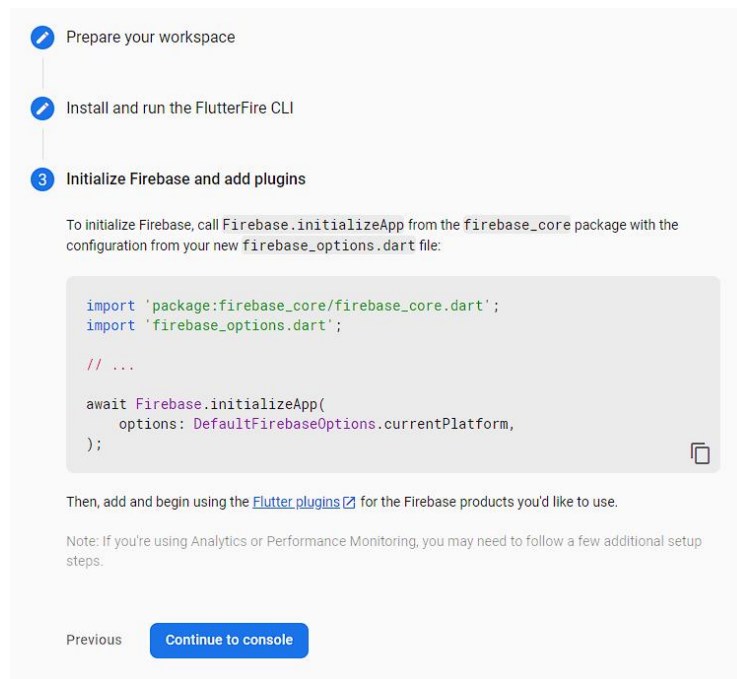 Prepare your workspace
Install and run the FlutterFire CLI
3 Initialize Firebase and add plugins
To initialize Firebase, call Firebase.initializeApp from the firebase_core package with the
configuration from your new firebase_options.dart file:
import 'package:firebase_core/firebase_core.dart';
import 'firebase_options.dart';
// ...
await Firebase.initializeApp(
    options: DefaultFirebaseOptions.currentPlatform,
);
Then, add and begin using the Flutter plugins for the Firebase products you'd like to use.
Note: If you're using Analytics or Performance Monitoring, you may need to follow a few additional setup
steps.
Previous Continue to console